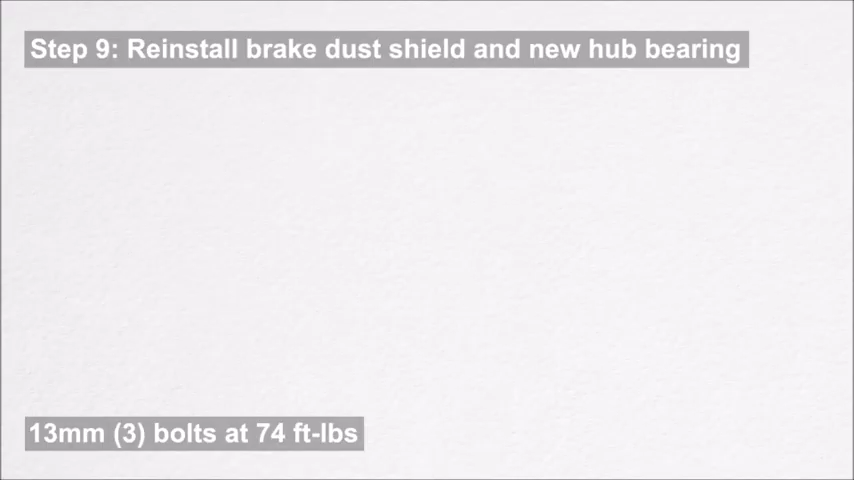 Step 9: Reinstall brake dust shield and new hub bearing
13mm (3) bolts at 74 ft-lbs